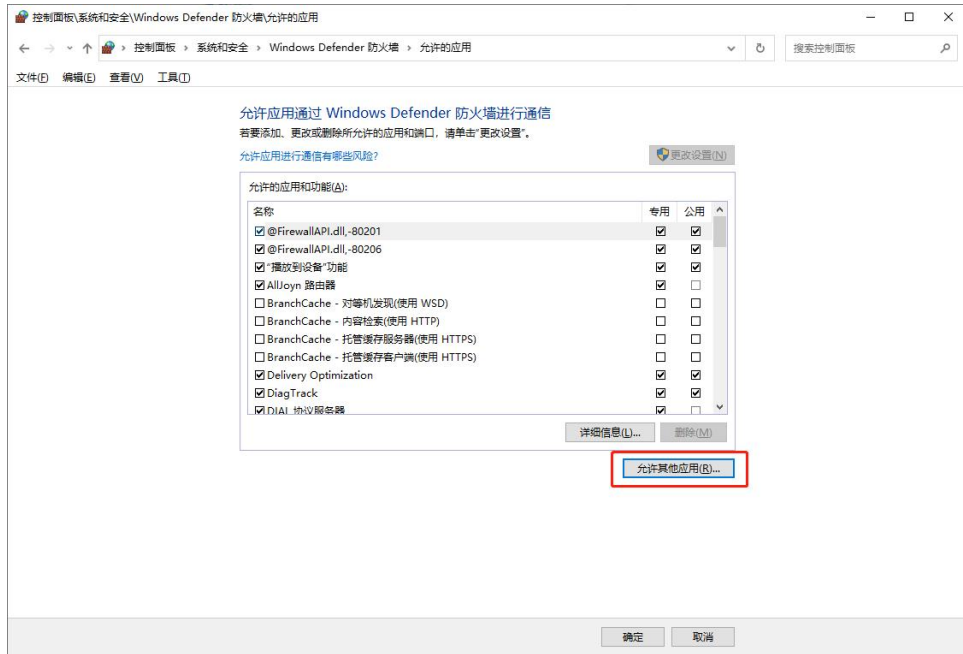 控制面板\系统和安全\Windows Defender 防火墙\允许的应用
控制面板 › 系统和安全 › Windows Defender 防火墙 › 允许的应用
搜索控制面板
文件(F) 编辑(E) 查看(V) 工具(T)
允许应用通过 Windows Defender 防火墙进行通信
若要添加、更改或删除所允许的应用和端口，请单击"更改设置"。
允许应用进行通信有哪些风险?
更改设置(N)
允许的应用和功能(A):
名称 专用 公用
@FirewallAPI.dll,-80201
@FirewallAPI.dll,-80206
"播放到设备"功能
AllJoyn 路由器
BranchCache - 对等机发现(使用 WSD)
BranchCache - 内容检索(使用 HTTP)
BranchCache - 托管缓存服务器(使用 HTTPS)
BranchCache - 托管缓存客户端(使用 HTTPS)
Delivery Optimization
DiagTrack
DIAL 协议服务器
详细信息(L)... 删除(M)
允许其他应用(R)...
确定 取消